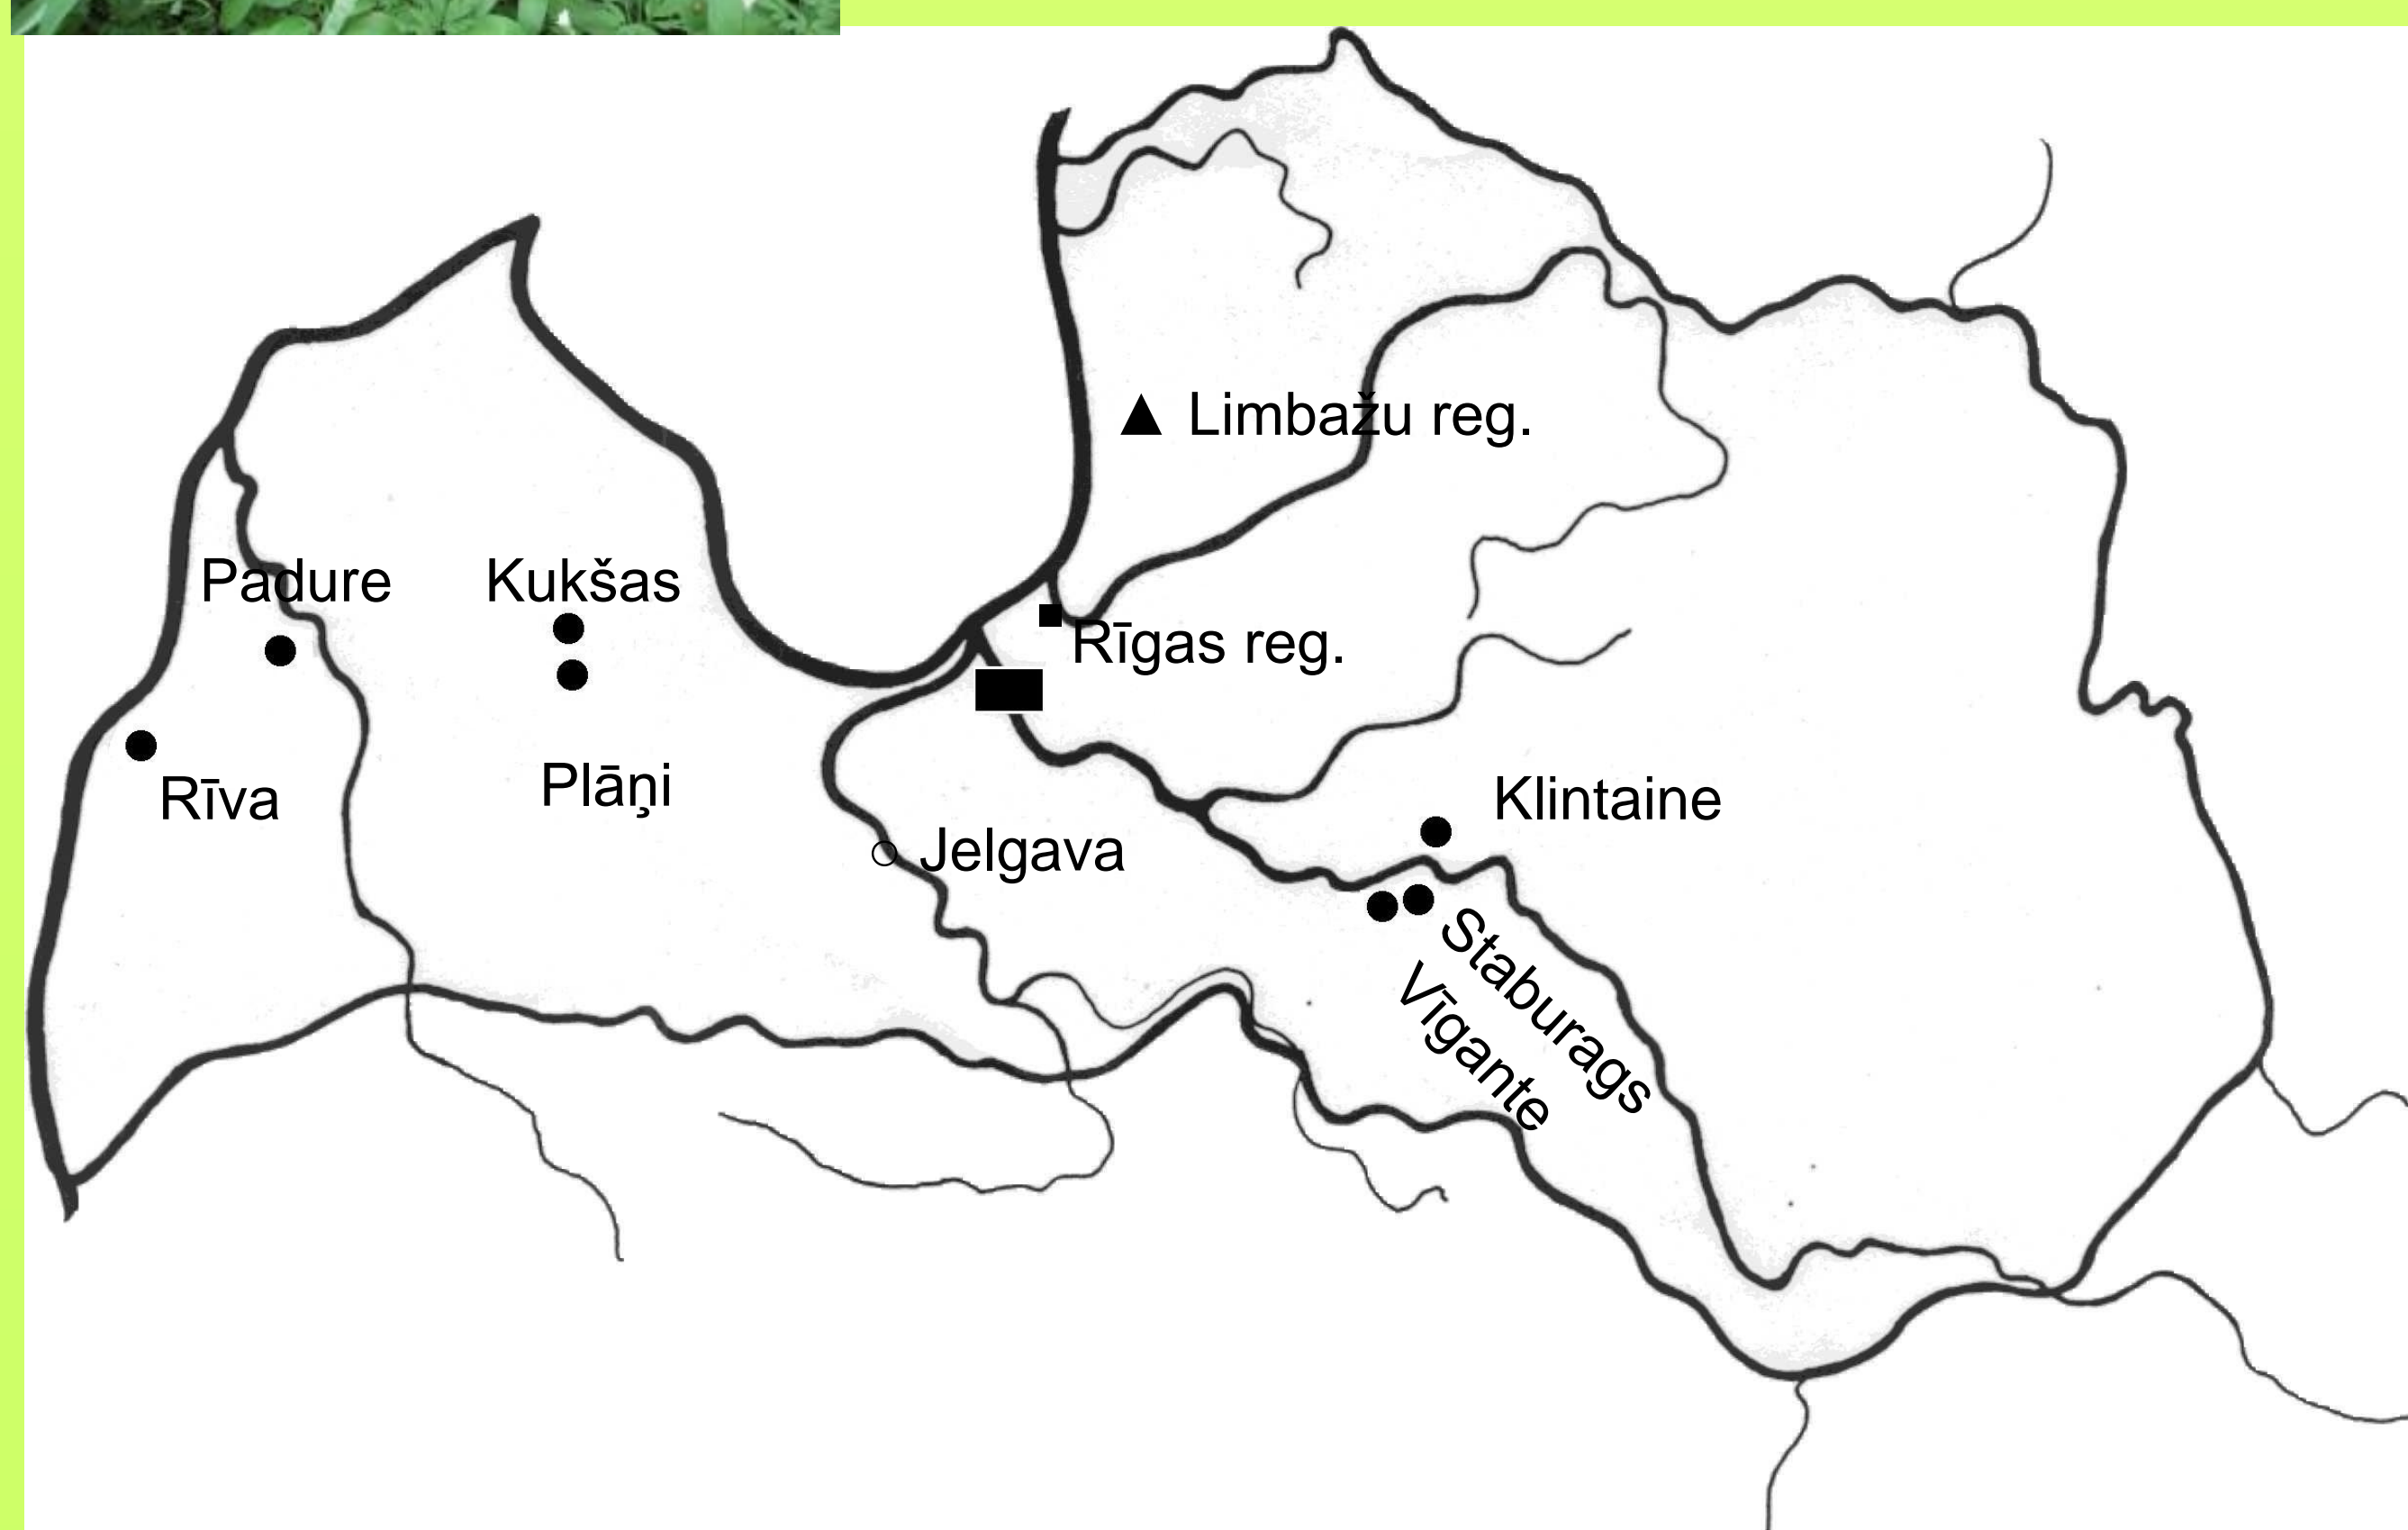 Limbažu reg.
Padure
Kukšas
Rīgas reg.
Plāņi
Rīva
Klintaine
Jelgava
Staburags
Vīgante